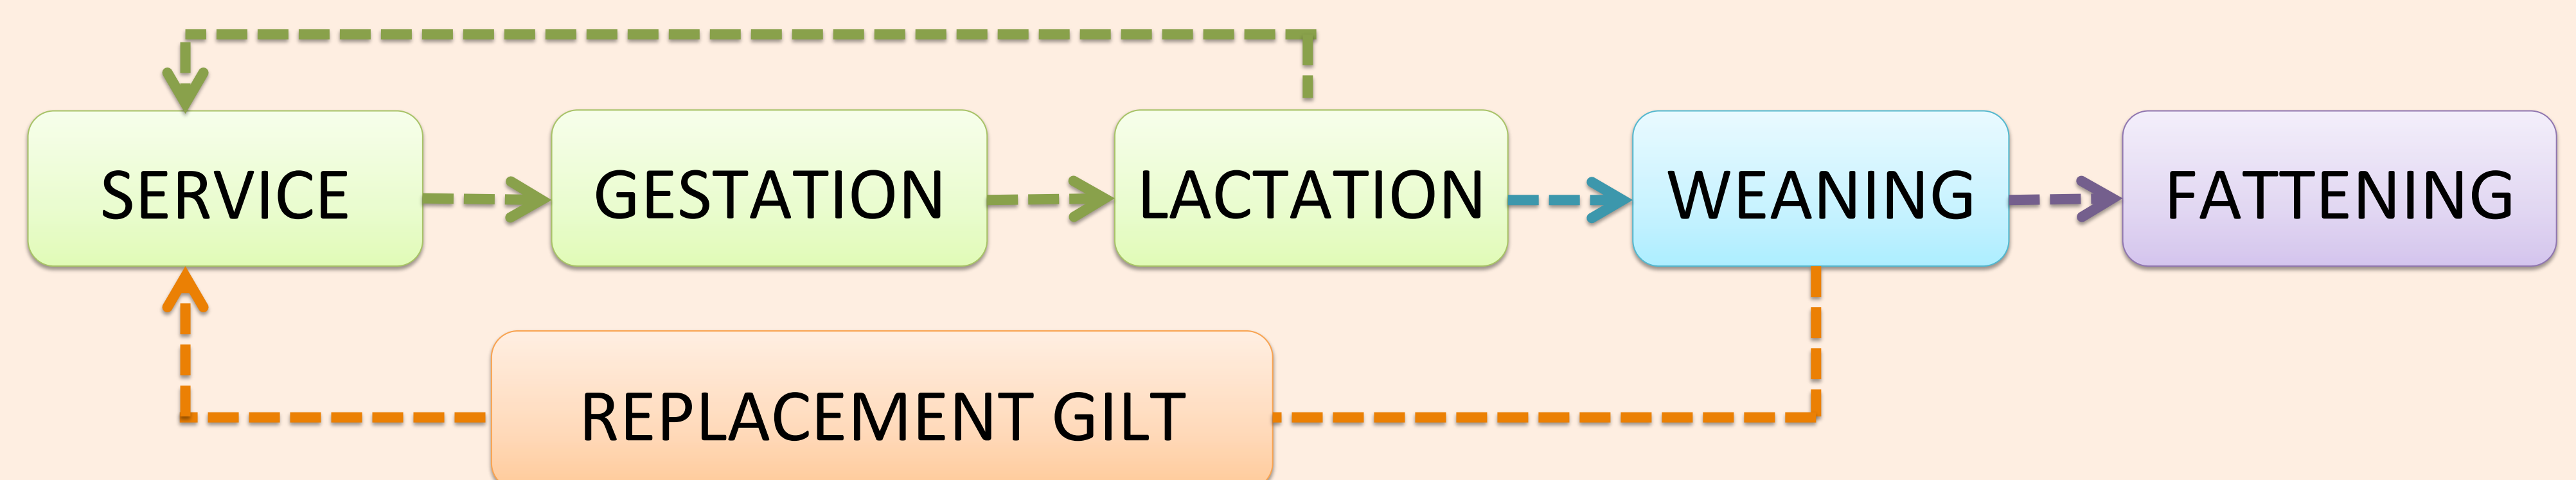 SERVICE
GESTATION
LACTATION
WEANING
FATTENING
REPLACEMENT GILT